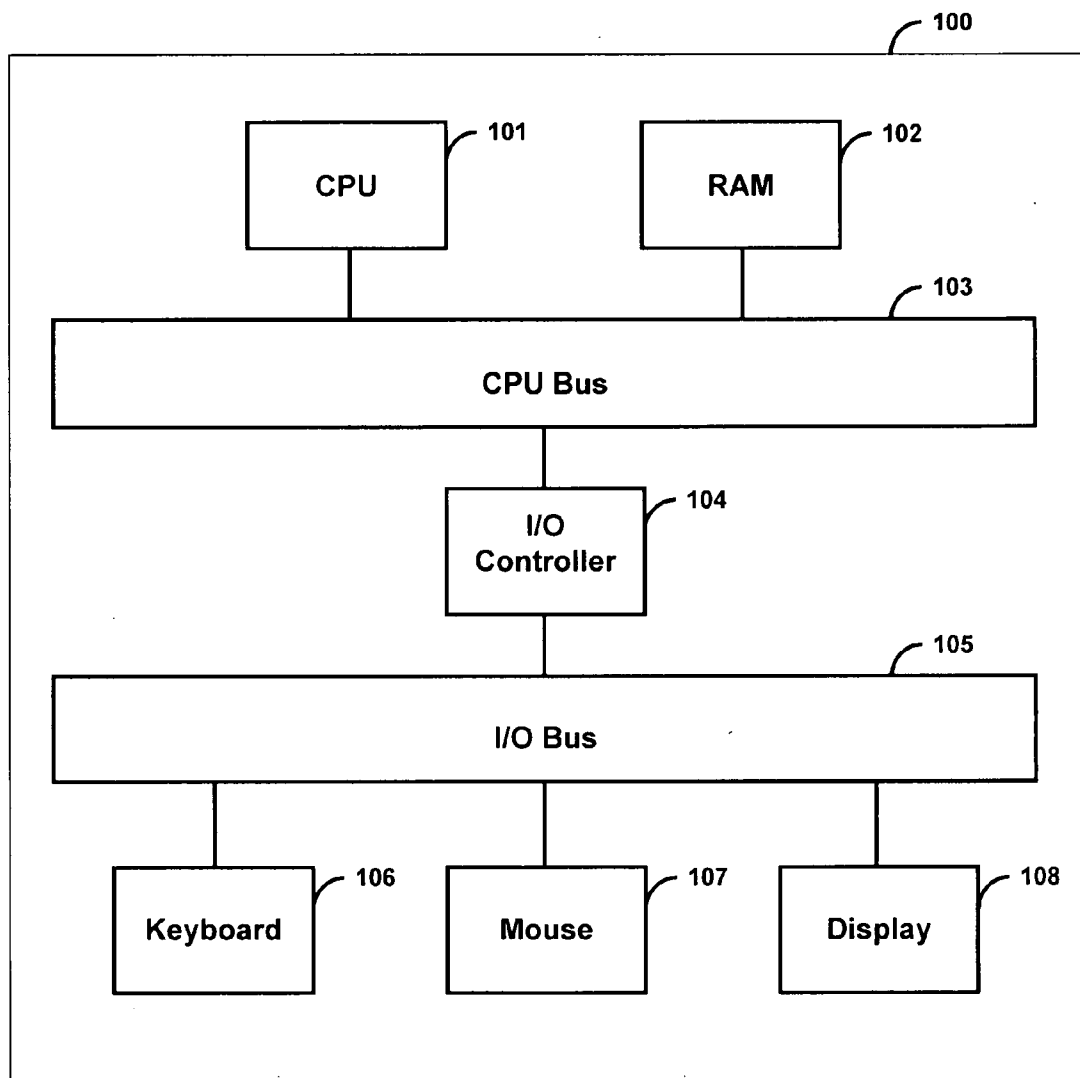 100
101
102
CPU
RAM
103
CPU Bus
104
I/O
Controller
105
I/O Bus
106
107
108
Keyboard
Mouse
Display